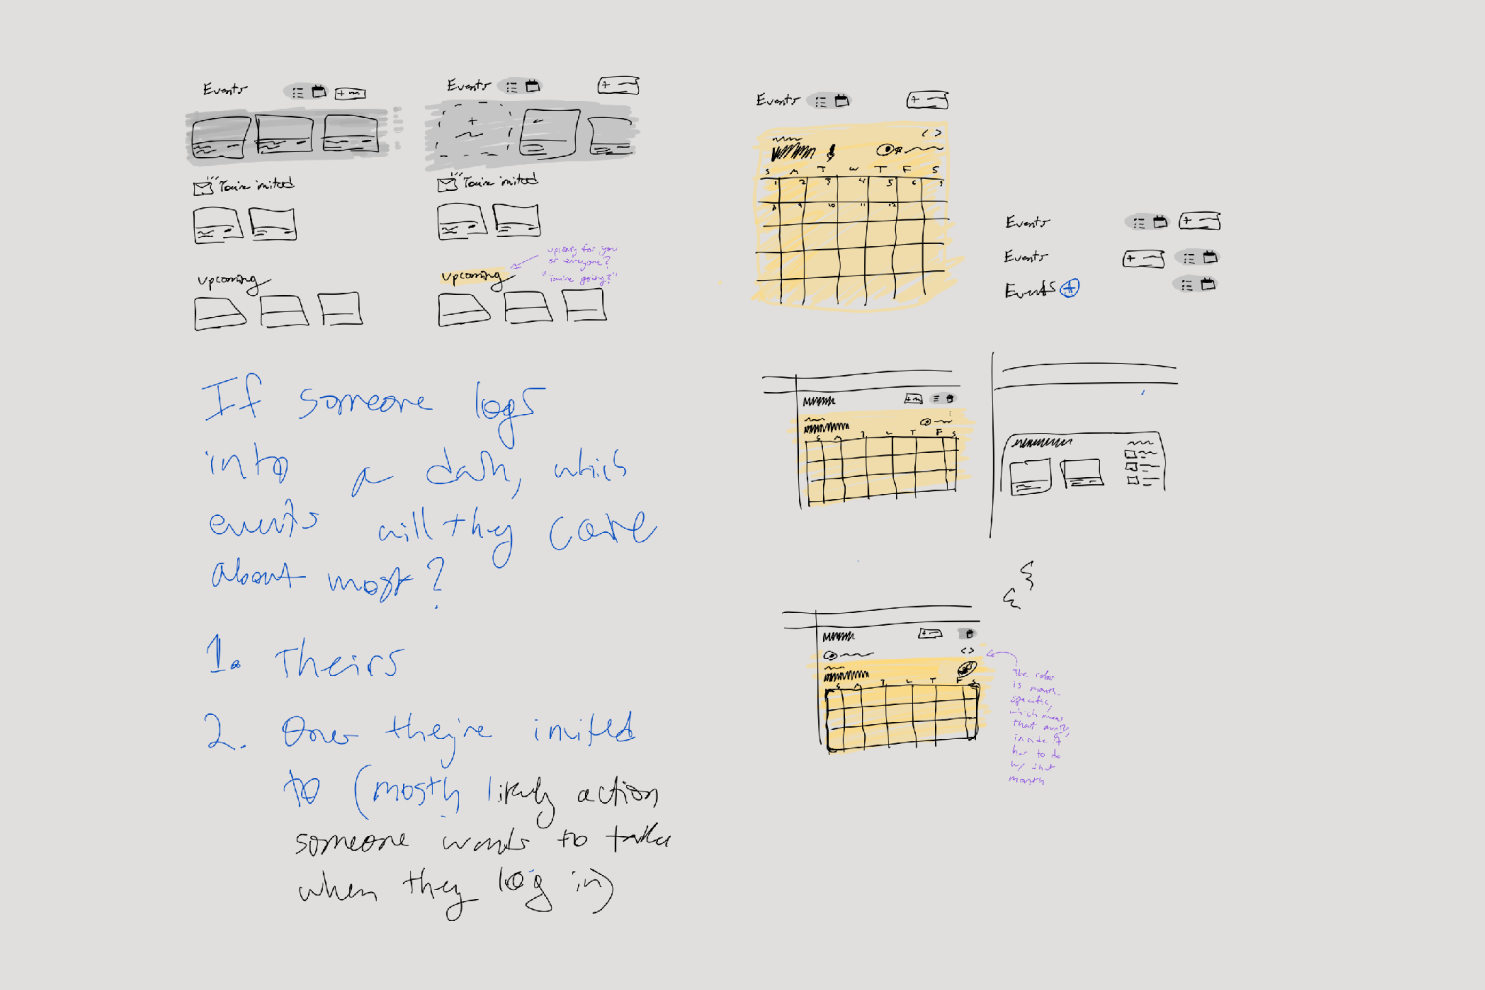 Events
You're invited
Upcoming
Events
+
You're invited
upcoming for you
or everyone?
"you're going?"
Upcoming
If someone logs
into a dash, which
events will they care
about most?
1. Theirs
2. Ones they're invited
to (mostly likely action
someone wants to take
when they log in)
Events
+
< >
S M T W T F S
1 2 3 4 5 6 7
8 9 10 11 12
Events
+
Events
+
Events +
S M T F S
< >
S T F S
The color
is month
specific,
which means
that
inside of it
has to do
w/ that
month